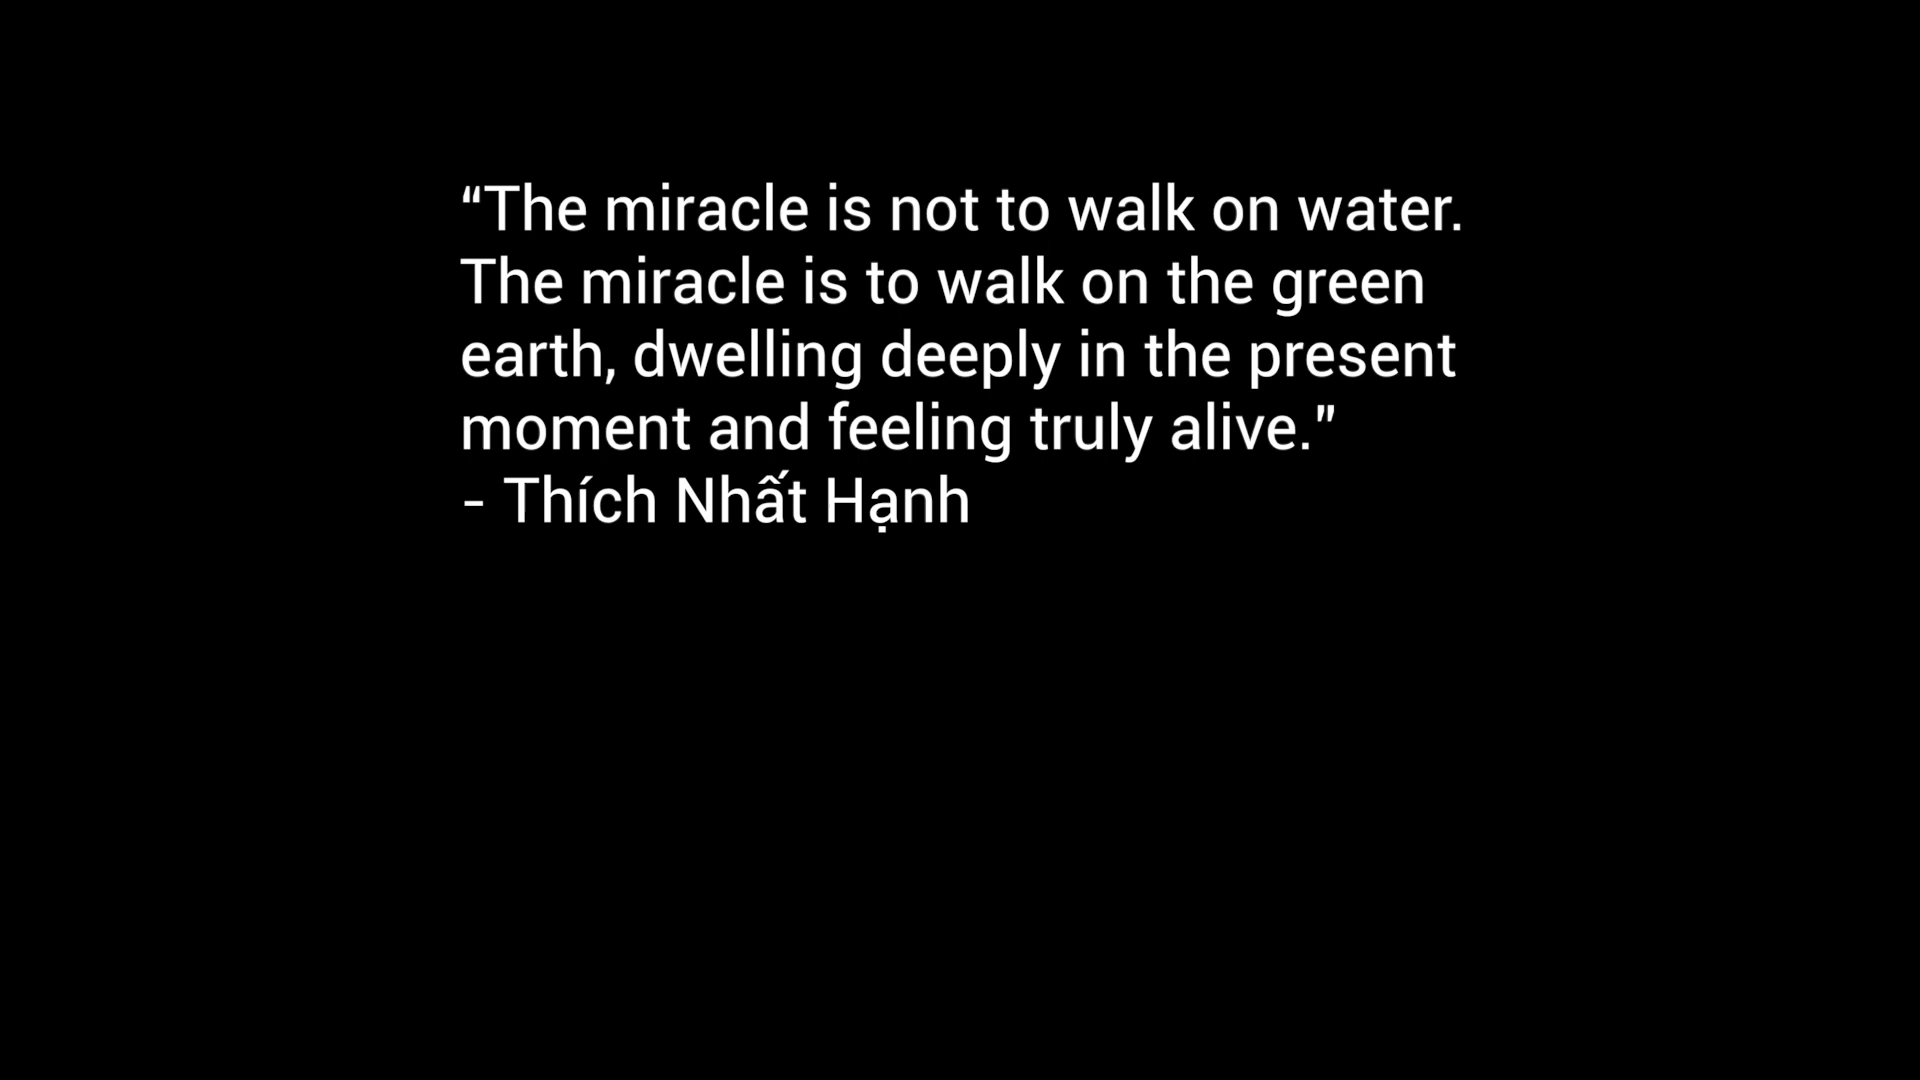 “The miracle is not to walk on water.
The miracle is to walk on the green
earth, dwelling deeply in the present
moment and feeling truly alive.”
- Thích Nhất Hạnh